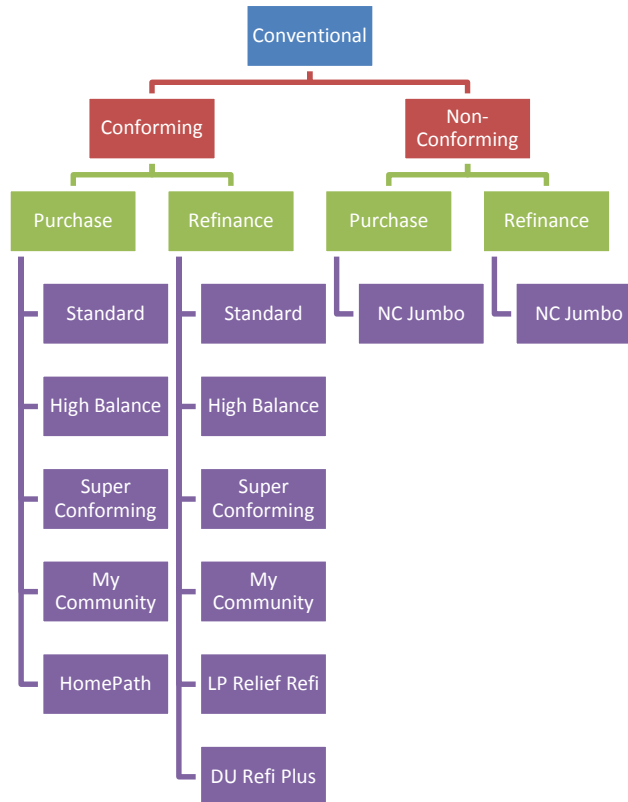 Conventional
Conforming
Non-
Conforming
Purchase
Refinance
Purchase
Refinance
Standard
Standard
NC Jumbo
NC Jumbo
High Balance
High Balance
Super
Conforming
Super
Conforming
My
Community
My
Community
HomePath
LP Relief Refi
DU Refi Plus